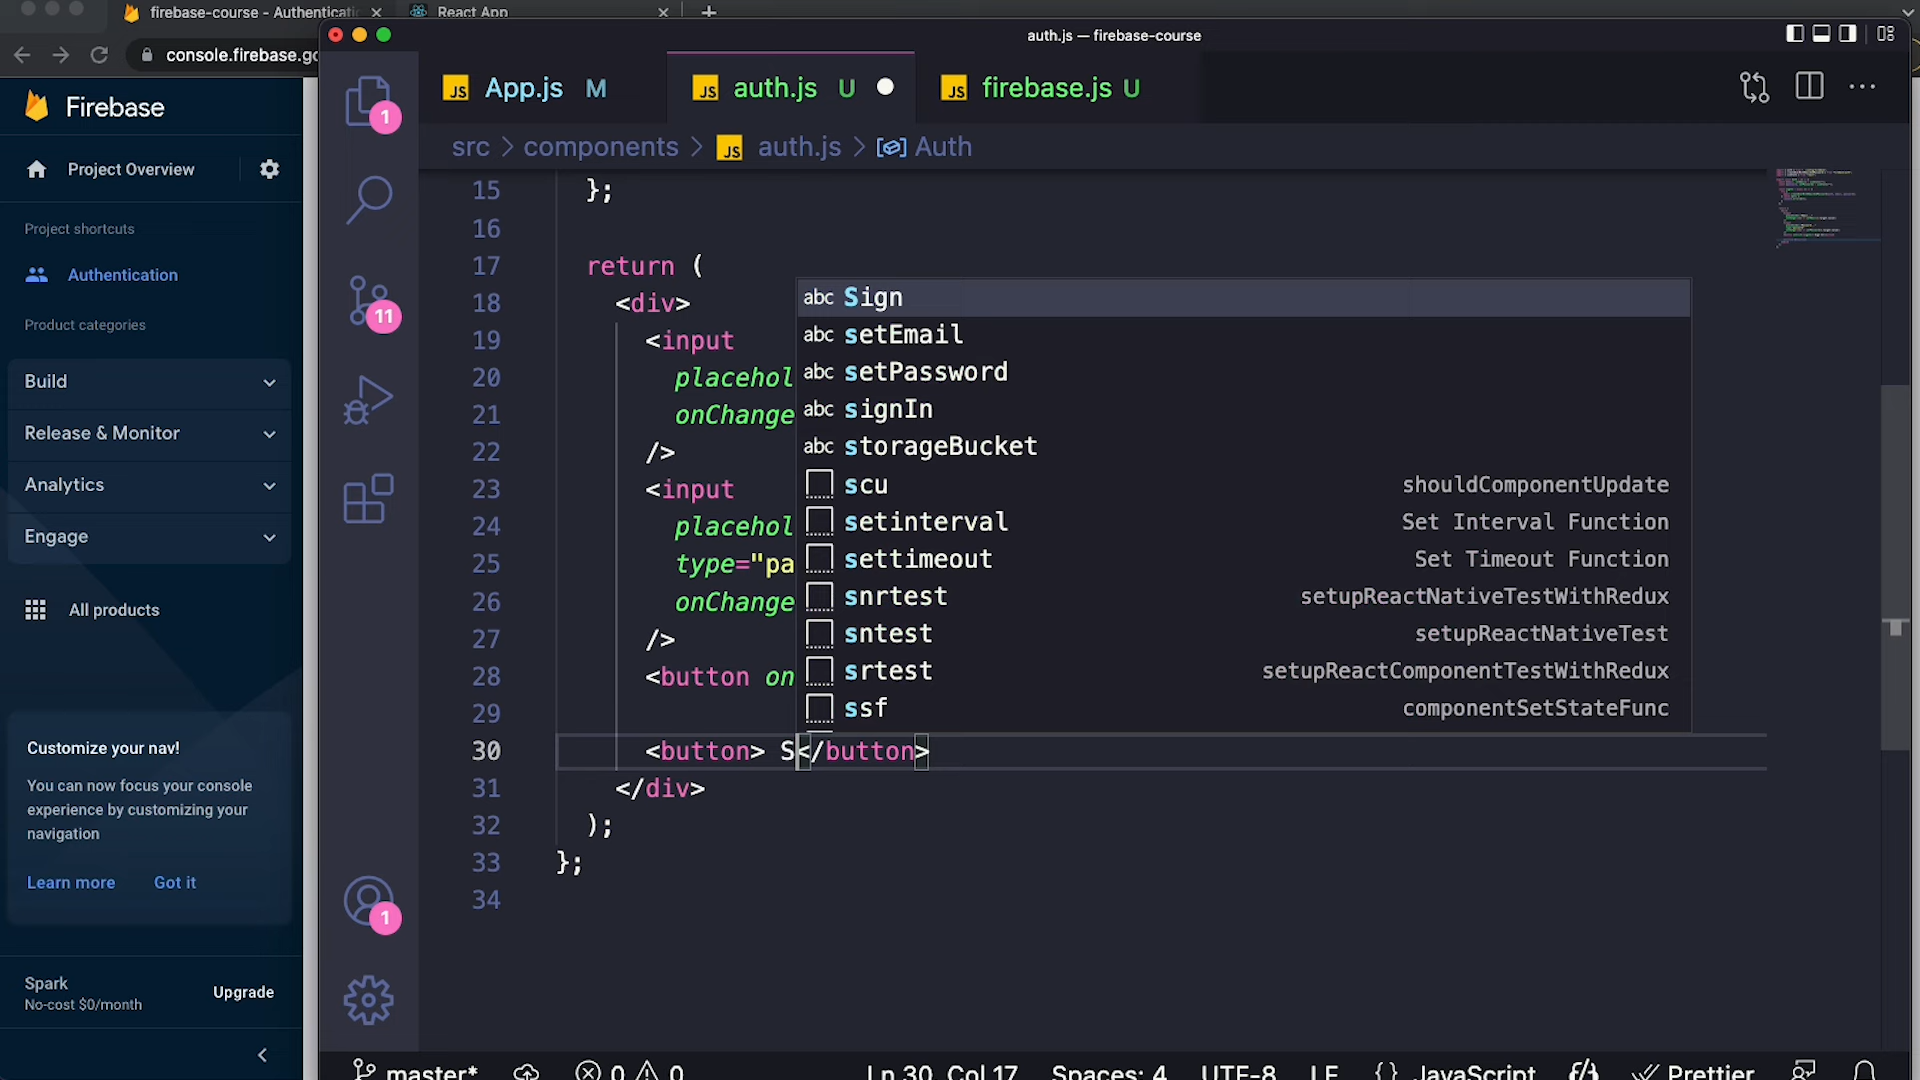 firebase-course - Authenticati
React App
console.firebase.go
auth.js — firebase-course
Firebase
Project Overview
Project shortcuts
Authentication
Product categories
Build
Release & Monitor
Analytics
Engage
All products
Customize your nav!
You can now focus your console
experience by customizing your
navigation
Learn more
Got it
Spark
No-cost $0/month
Upgrade
1
11
1
JS App.js M
JS auth.js U
JS firebase.js U
src > components > JS auth.js > Auth
15 };
16
17 return (
18 <div>
19 <input
20 placehol
21 onChange
22 />
23 <input
24 placehol
25 type="pa
26 onChange
27 />
28 <button on
29
30 <button> S</button>
31 </div>
32 );
33 };
34
abc Sign
abc setEmail
abc setPassword
abc signIn
abc storageBucket
scu shouldComponentUpdate
setinterval Set Interval Function
settimeout Set Timeout Function
snrtest setupReactNativeTestWithRedux
sntest setupReactNativeTest
srtest setupReactComponentTestWithRedux
ssf componentSetStateFunc
master* 0 0 Ln 30, Col 17 Spaces: 4 UTF-8 LF {} JavaScript Prettier